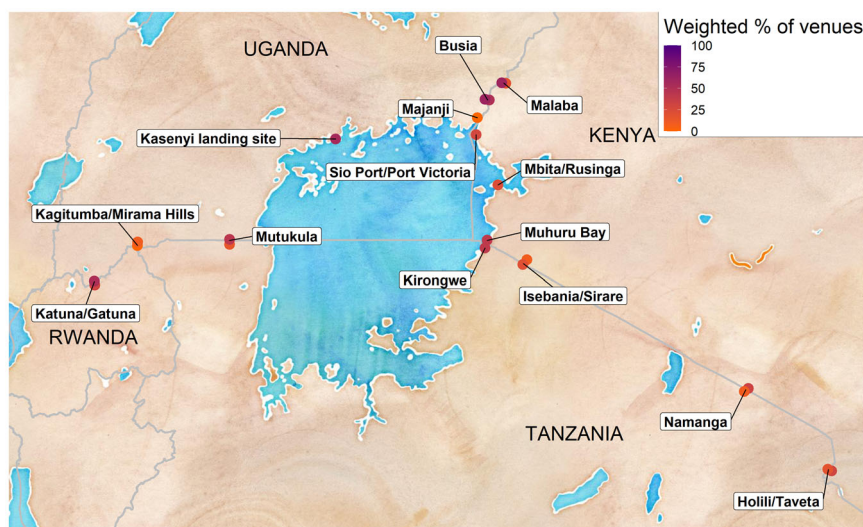 Weighted % of venues
100
75
50
25
0
UGANDA
Busia
Malaba
Majanji
KENYA
Kasenyi landing site
Sio Port/Port Victoria
Mbita/Rusinga
Kagitumba/Mirama Hills
Mutukula
Muhuru Bay
Kirongwe
Isebania/Sirare
Katuna/Gatuna
RWANDA
Namanga
TANZANIA
Holili/Taveta